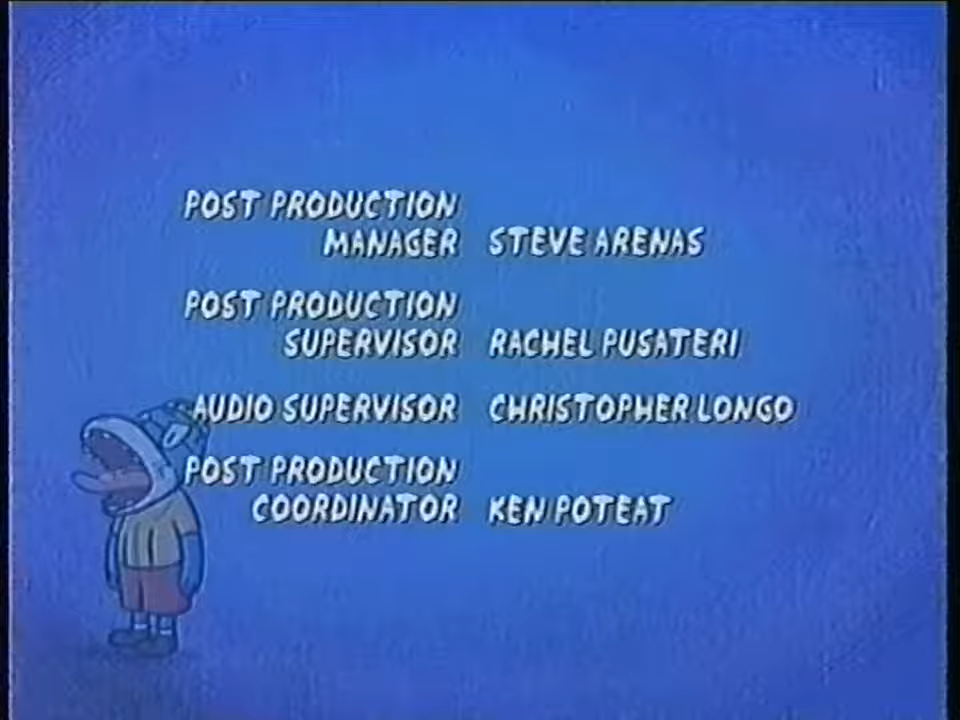 POST PRODUCTION
MANAGER STEVE ARENAS
POST PRODUCTION
SUPERVISOR RACHEL PUSATERI
AUDIO SUPERVISOR CHRISTOPHER LONGO
POST PRODUCTION
COORDINATOR KEN POTEAT